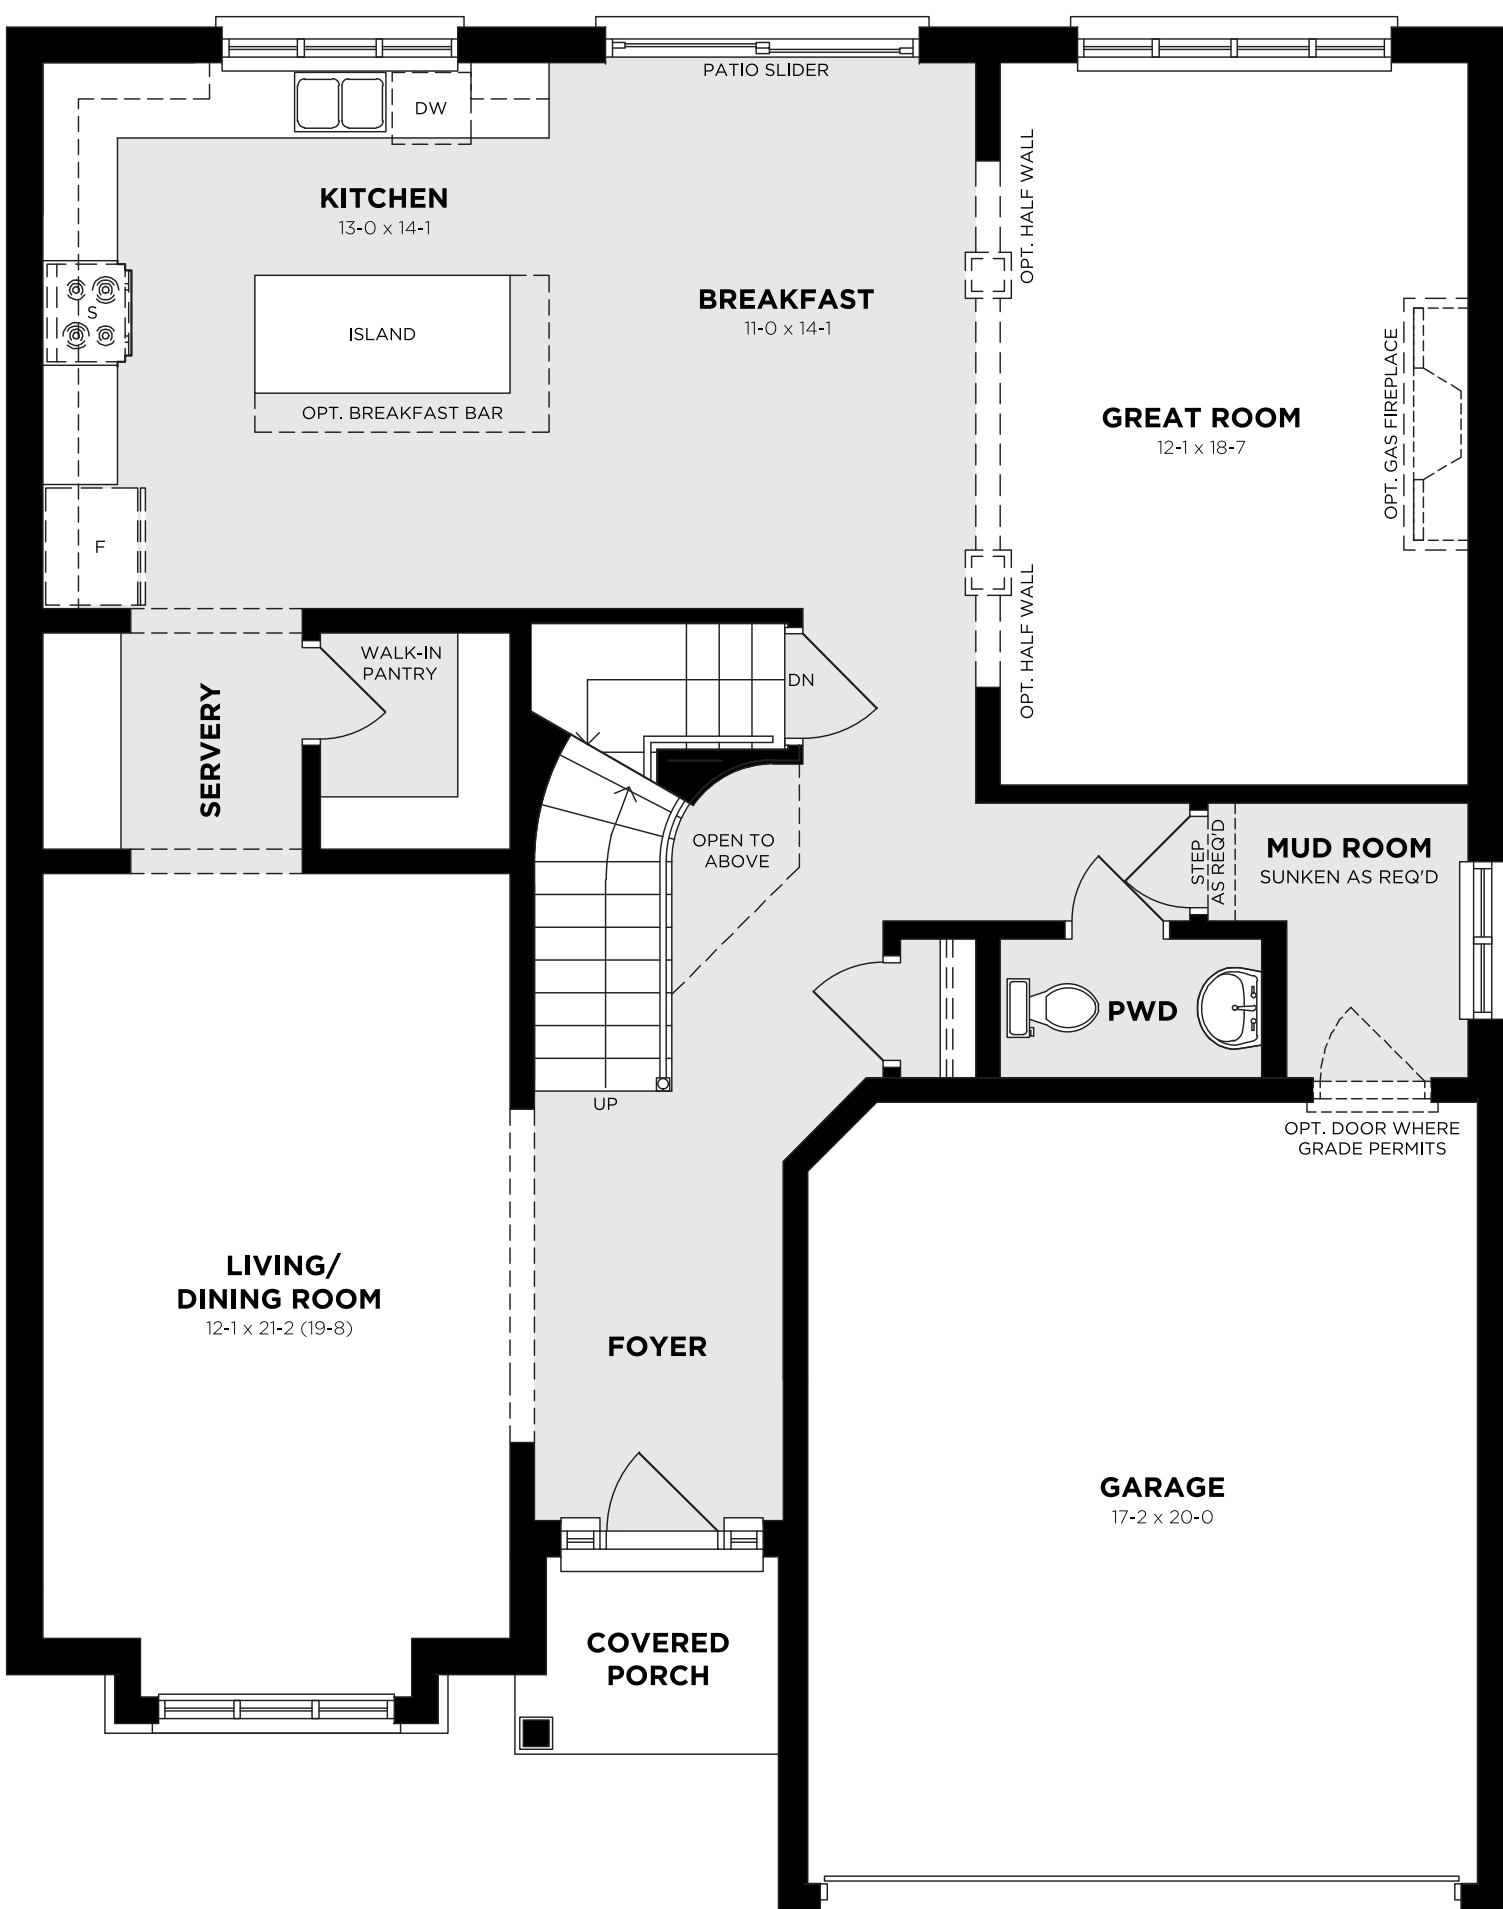 PATIO SLIDER
DW
KITCHEN
13-0 x 14-1
OPT. HALF WALL
BREAKFAST
11-0 x 14-1
S
ISLAND
OPT. BREAKFAST BAR
GREAT ROOM
12-1 x 18-7
OPT. GAS FIREPLACE
F
OPT. HALF WALL
WALK-IN
PANTRY
DN
SERVERY
OPEN TO
ABOVE
STEP
AS REQ'D
MUD ROOM
SUNKEN AS REQ'D
PWD
UP
OPT. DOOR WHERE
GRADE PERMITS
LIVING/
DINING ROOM
12-1 x 21-2 (19-8)
FOYER
GARAGE
17-2 x 20-0
COVERED
PORCH